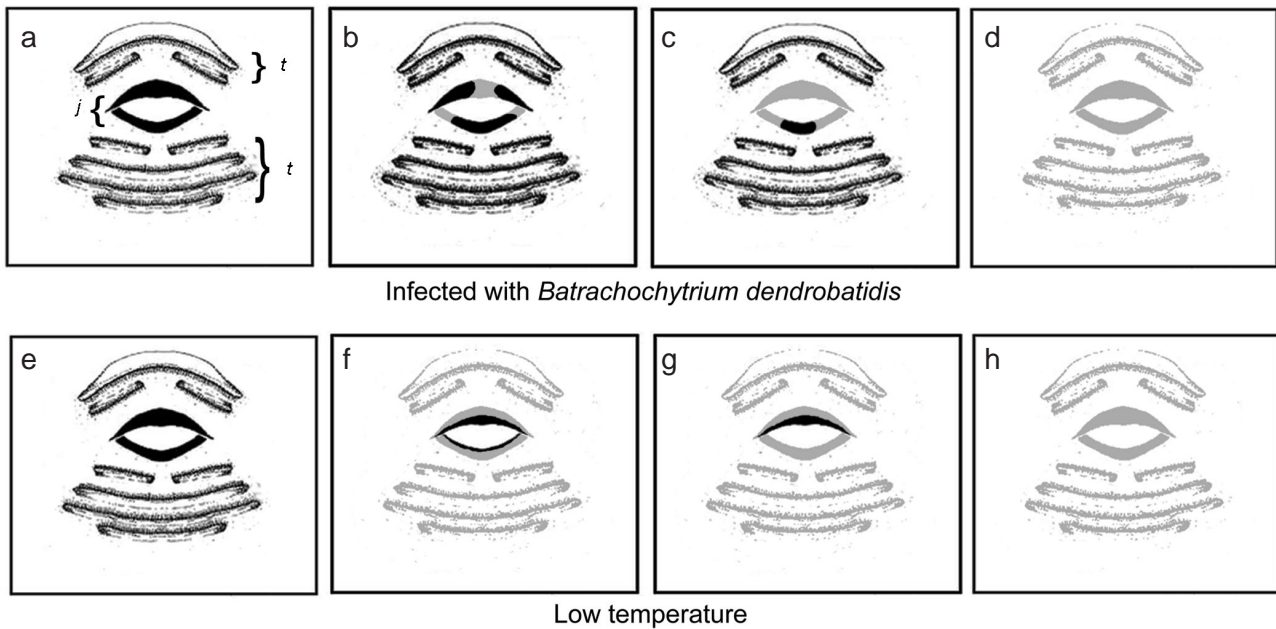 a b c d
t
j
t
Infected with Batrachochytrium dendrobatidis
e f g h
Low temperature